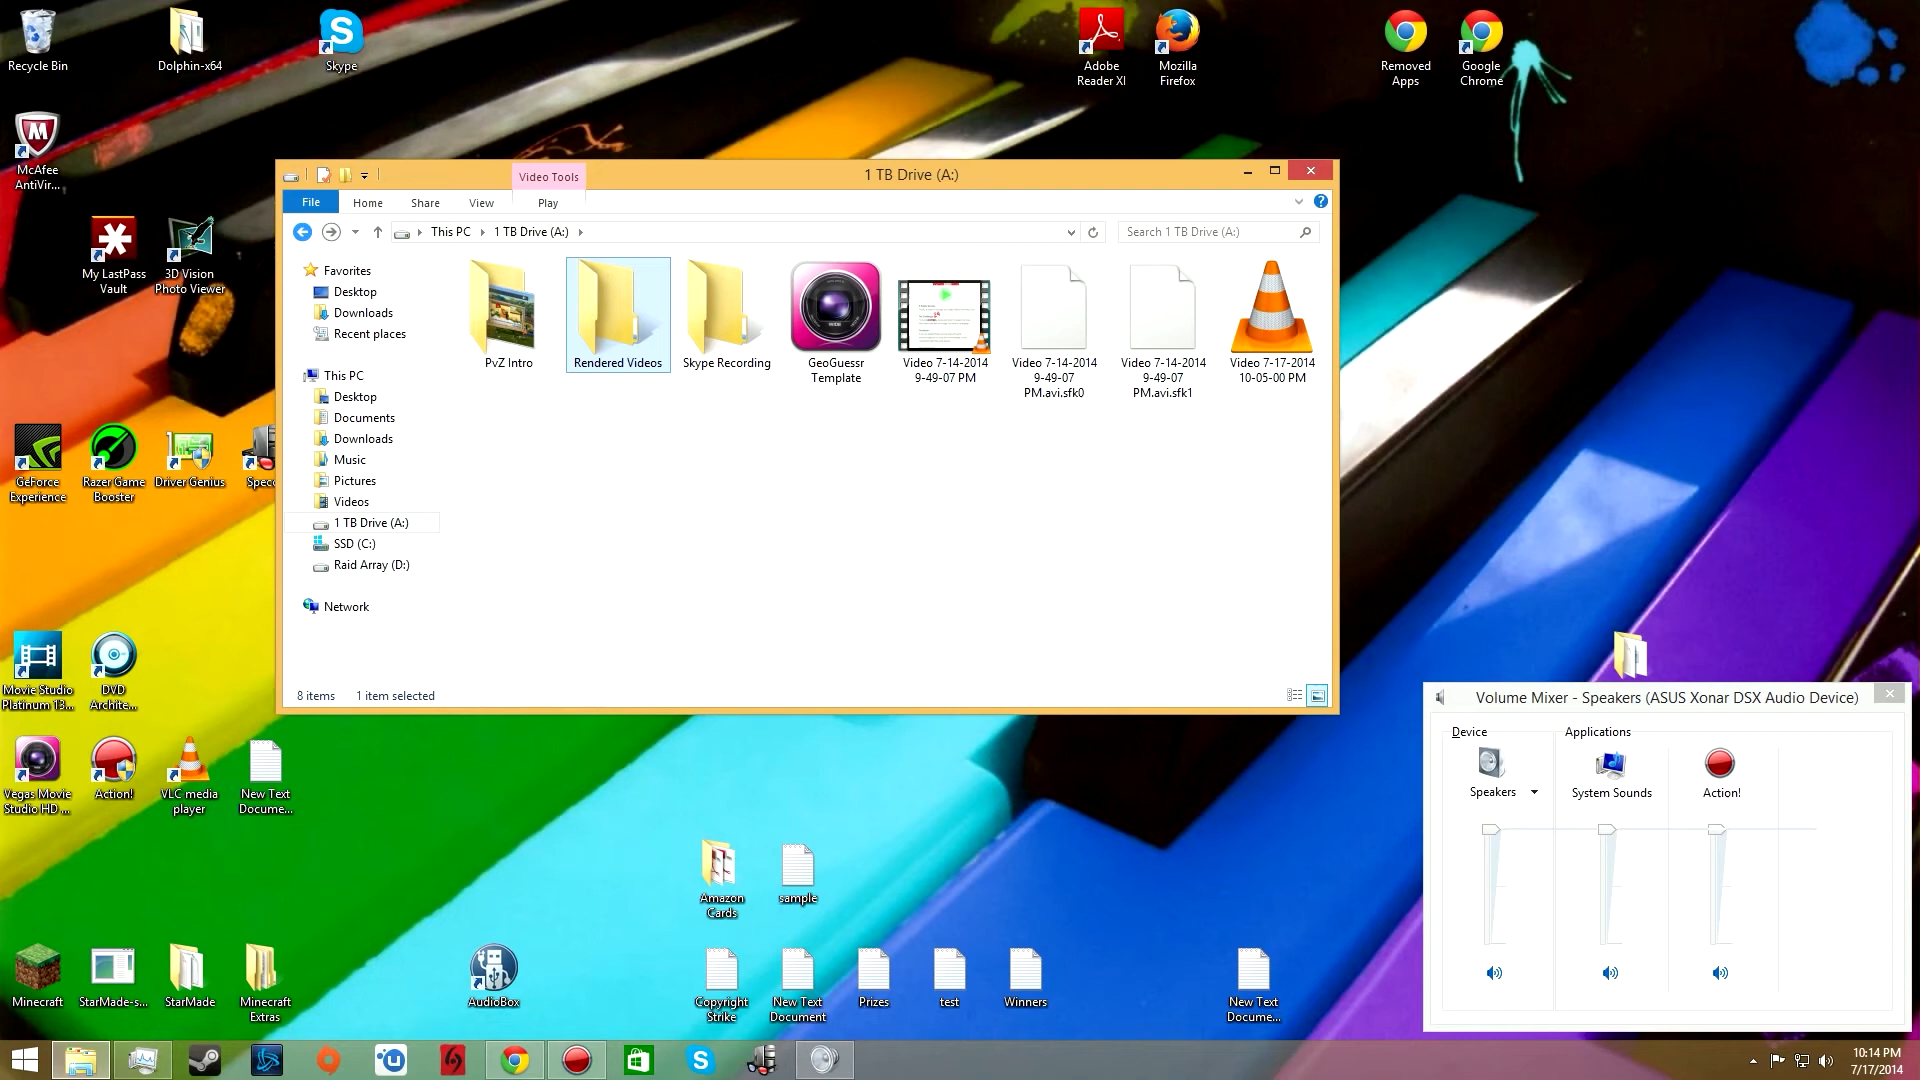 Recycle Bin
Dolphin-x64
Skype
Adobe
Reader XI
Mozilla
Firefox
Removed
Apps
Google
Chrome
McAfee
AntiVir...
My LastPass
Vault
3D Vision
Photo Viewer
GeForce
Experience
Razer Game
Booster
Driver Genius
Specc
Movie Studio
Platinum 13...
DVD
Archite...
Vegas Movie
Studio HD ...
Action!
VLC media
player
New Text
Docume...
Minecraft
StarMade-s...
StarMade
Minecraft
Extras
AudioBox
Amazon
Cards
sample
Copyright
Strike
New Text
Document
Prizes
test
Winners
New Text
Docume...
Video Tools
1 TB Drive (A:)
File
Home
Share
View
Play
This PC
1 TB Drive (A:)
Search 1 TB Drive (A:)
Favorites
Desktop
Downloads
Recent places
This PC
Desktop
Documents
Downloads
Music
Pictures
Videos
1 TB Drive (A:)
SSD (C:)
Raid Array (D:)
Network
PvZ Intro
Rendered Videos
Skype Recording
GeoGuessr
Template
WIDE
Video 7-14-2014
9-49-07 PM
Video 7-14-2014
9-49-07
PM.avi.sfk0
Video 7-14-2014
9-49-07
PM.avi.sfk1
Video 7-17-2014
10-05-00 PM
8 items
1 item selected
Volume Mixer - Speakers (ASUS Xonar DSX Audio Device)
Device
Applications
Speakers
System Sounds
Action!
10:14 PM
7/17/2014